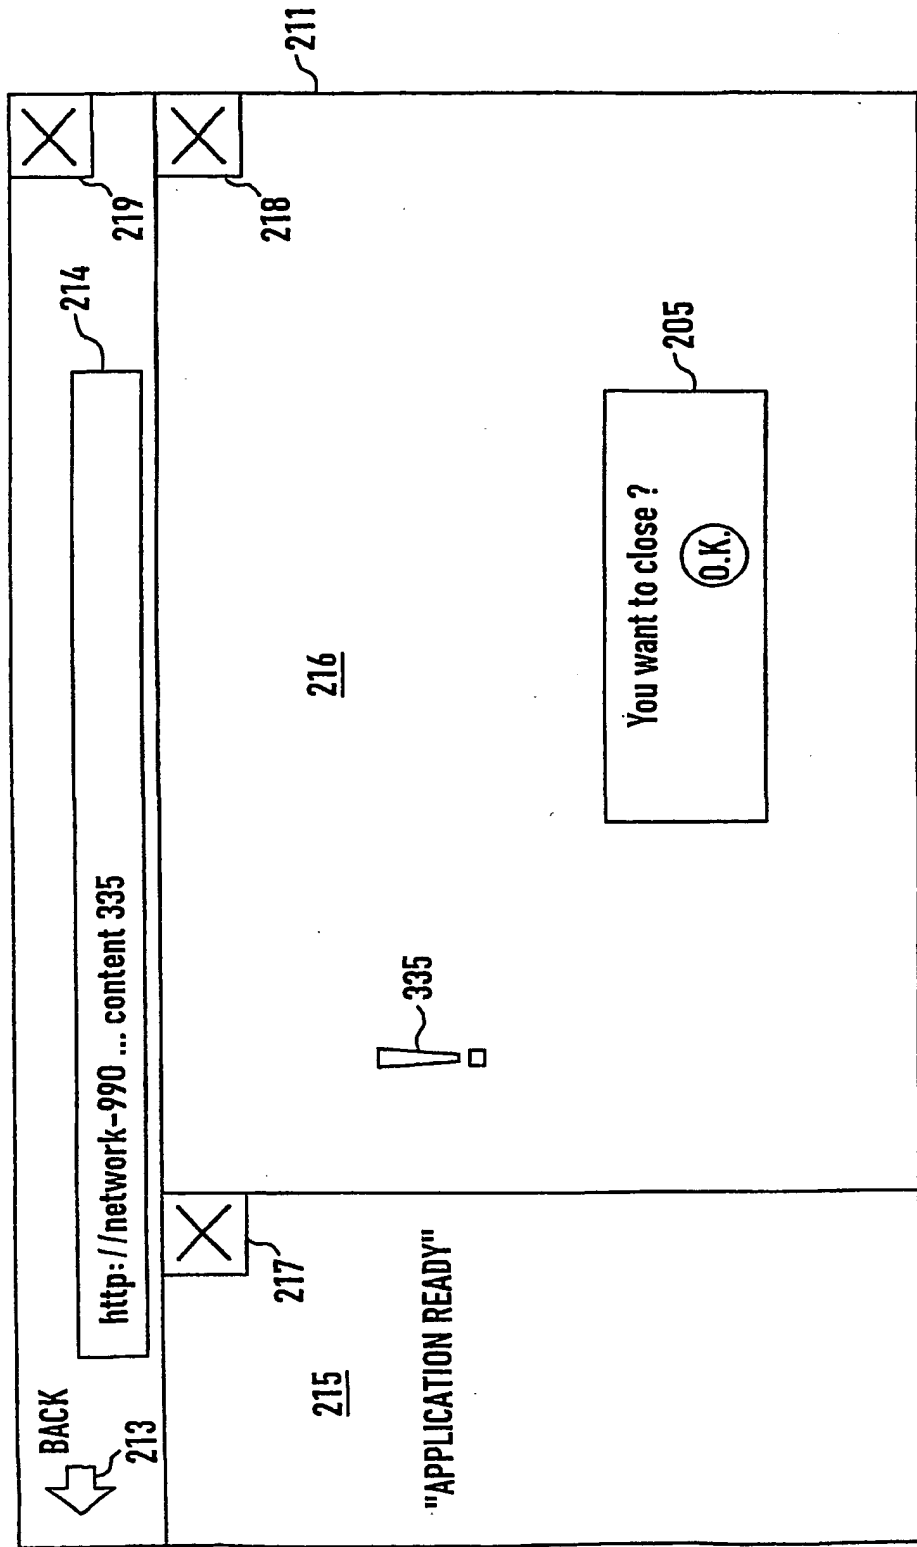 BACK
213
http://network-990 ... content 335
214
219
211
215
217
"APPLICATION READY"
216
218
335
You want to close ?
O.K.
205